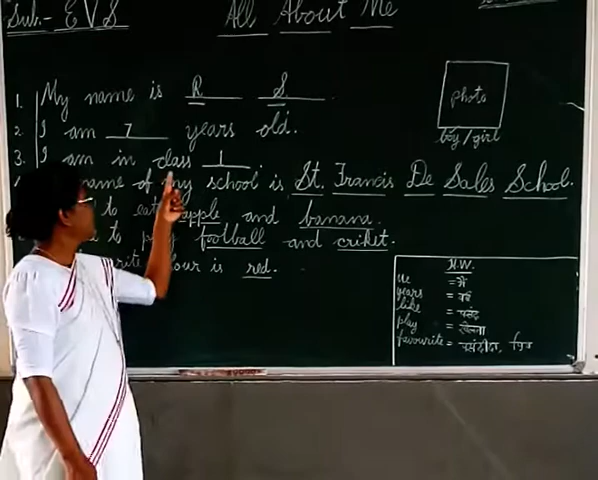 Sub:- EVS
All About Me
1. My name is R S
photo
2. I am 7 years old.
boy/girl
3. I am in class 1.
name of my school is St. Francis De Sales School.
to eat apple and banana.
to football and cricket.
is red.
H.W.
= मैं
years = वर्ष
like = पसंद
play = खेलना
favourite = पसंदीदा, प्रिय